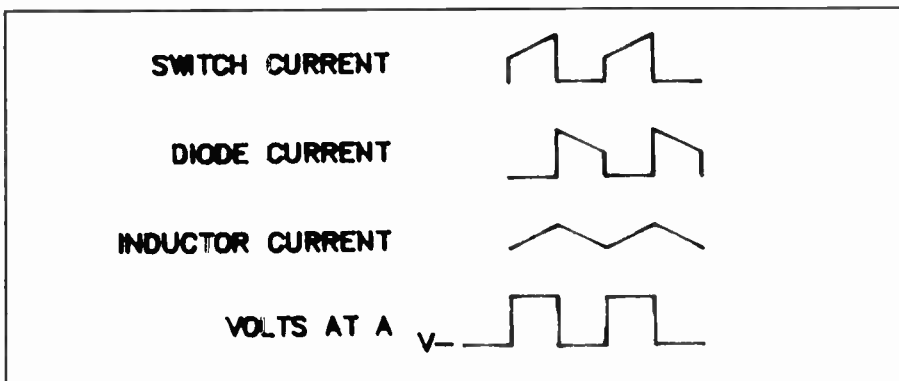 SWITCH CURRENT
DIODE CURRENT
INDUCTOR CURRENT
VOLTS AT A
V-